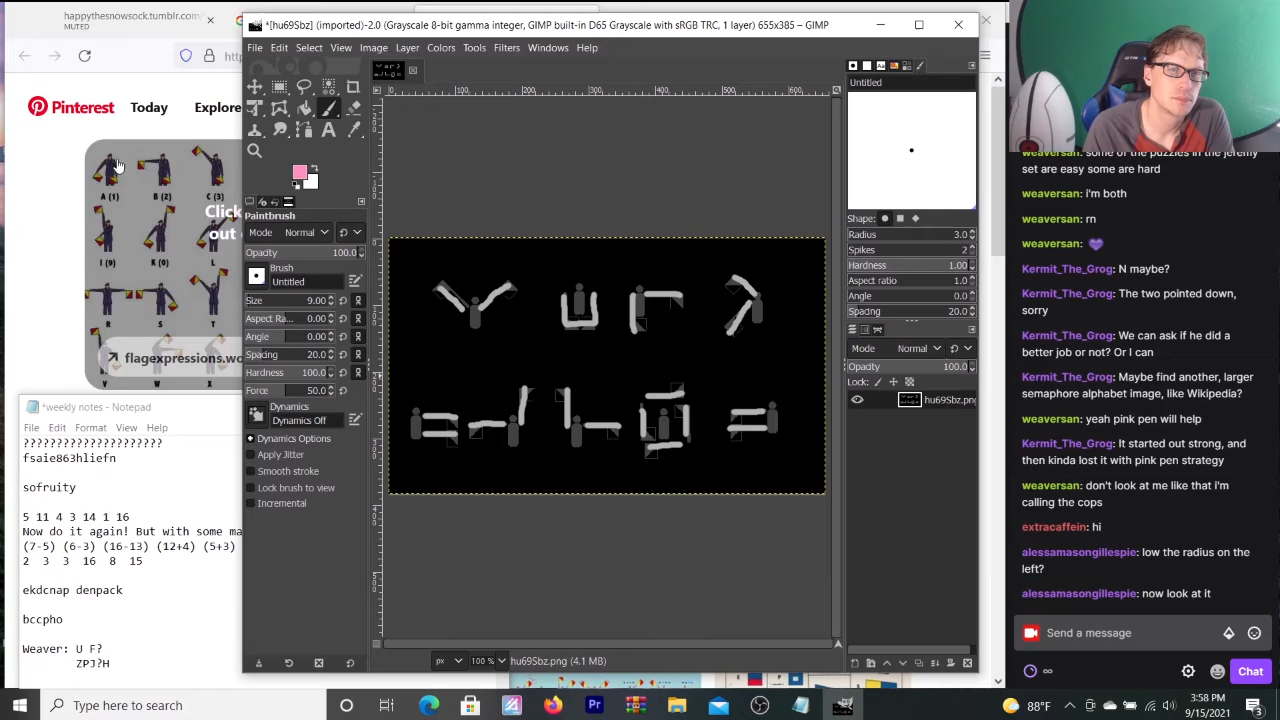 happythesnowsock.tumblr.com
MUTED
*[hu69Sbz] (imported)-2.0 (Grayscale 8-bit gamma integer, GIMP built-in D65 Grayscale with sRGB TRC, 1 layer) 655x385 – GIMP
File Edit Select View Image Layer Colors Tools Filters Windows Help
Pinterest Today Explore
A (1) B (2) C (3)
I (9) K (0) L
R S T
V W X
Click
out
flagexpressions.wo
Paintbrush
Mode Normal
Opacity 100.0
Brush
Untitled
Size 9.00
Aspect Ra... 0.00
Angle 0.00
Spacing 20.0
Hardness 100.0
Force 50.0
Dynamics
Dynamics Off
Dynamics Options
Apply Jitter
Smooth stroke
Lock brush to view
Incremental
0 100 200 300 400 500 600
px 100 % hu69Sbz.png (4.1 MB)
Untitled
Shape:
Radius 3.0
Spikes 2
Hardness 1.00
Aspect ratio 1.0
Angle 0.0
Spacing 20.0
Mode Normal
Opacity 100.0
Lock:
hu69Sbz.png
*weekly notes - Notepad
File Edit Format View Help
?????????????????????
fsaie863hliefn
sofruity
5 11 4 3 14 1 16
Now do it again! But with some ma
(7-5) (6-3) (16-13) (12+4) (5+3)
2 3 3 16 8 15
ekdcnap denpack
bccpho
Weaver: U F?
ZPJ?H
weaversan: some of the puzzles in the jeremy
set are easy some are hard
weaversan: i'm both
weaversan: rn
weaversan:
Kermit_The_Grog: N maybe?
Kermit_The_Grog: The two pointed down,
sorry
Kermit_The_Grog: We can ask if he did a
better job or not? Or I can
Kermit_The_Grog: Maybe find another, larger
semaphore alphabet image, like Wikipedia?
weaversan: yeah pink pen will help
Kermit_The_Grog: It started out strong, and
then kinda lost it with pink pen strategy
weaversan: don't look at me like that i'm
calling the cops
extracaffein: hi
alessamasongillespie: low the radius on the
left?
alessamasongillespie: now look at it
Send a message
Chat
Type here to search
88°F
3:58 PM
9/15/2021
3